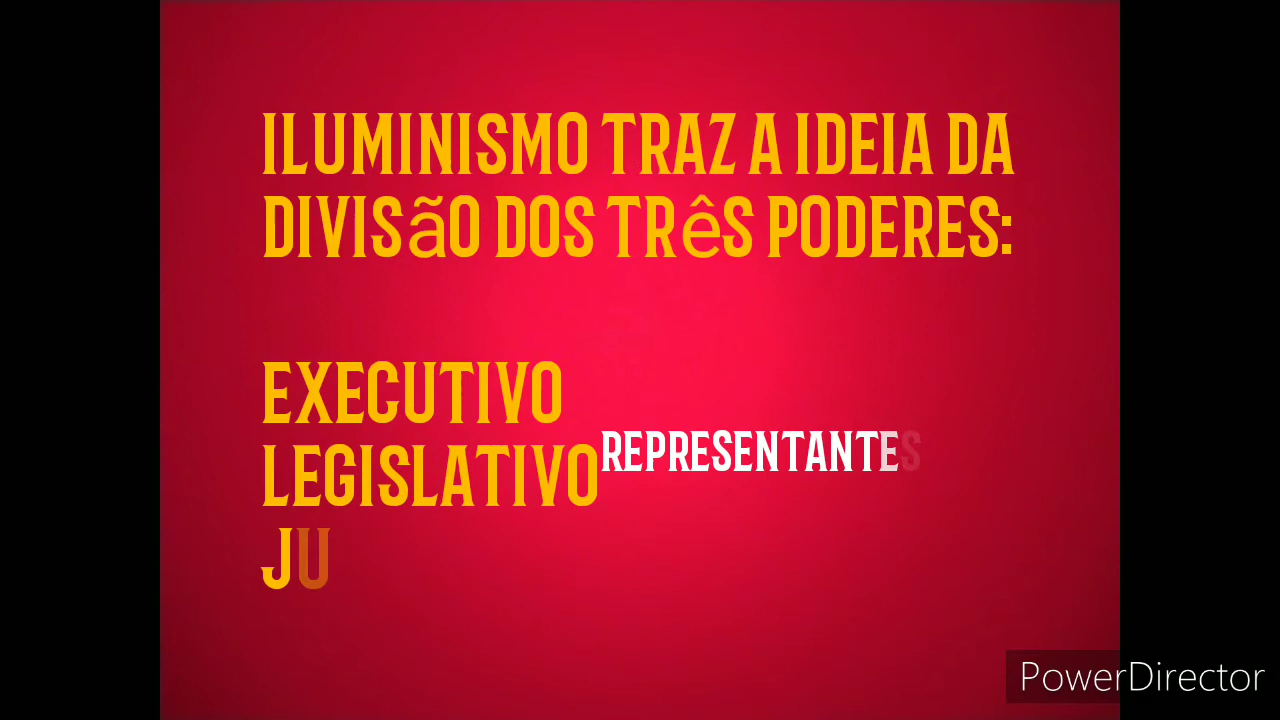 ILUMINISMO TRAZ A IDEIA DA
DIVISãO DOS TRêS PODERES:
EXECUTIVO
LEGISLATIVO
REPRESENTANTES
JU
PowerDirector